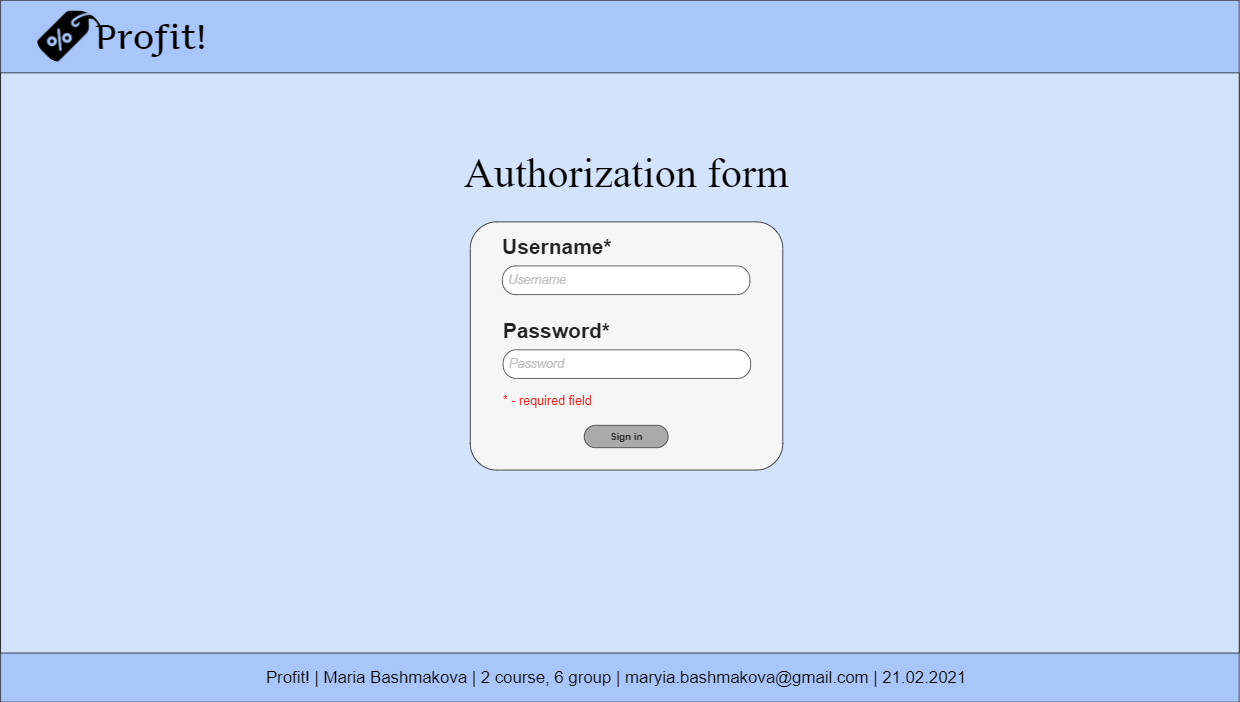 % Profit!
Authorization form
Username*
Username
Password*
Password
* - required field
Sign in
Profit! | Maria Bashmakova | 2 course, 6 group | maryia.bashmakova@gmail.com | 21.02.2021